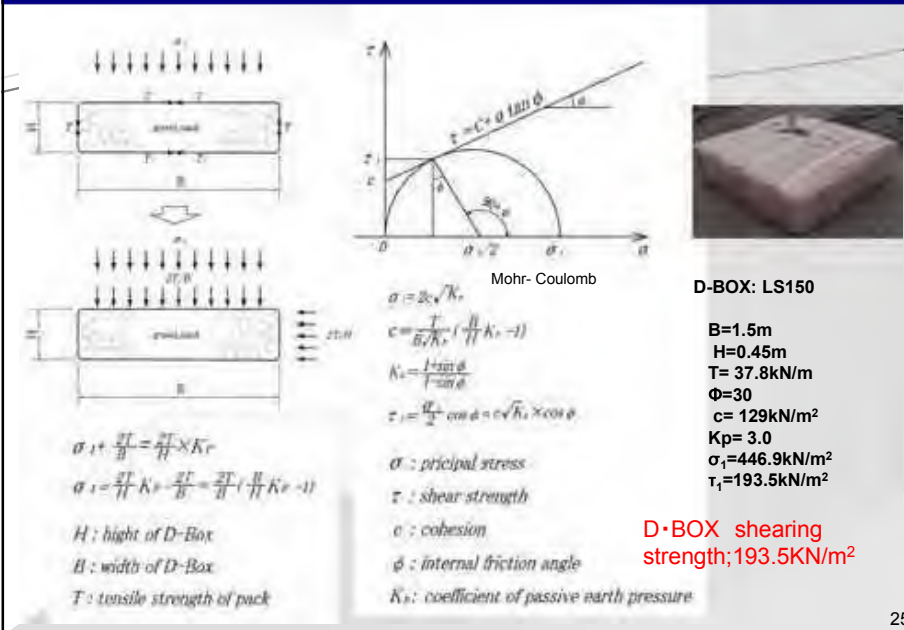 σ₁
T T
T T
H
B
σ₁
2T/B
H
2T/H
B
σ₁ + 2T/B = 2T/H × Kₚ
σ₁ = 2T/H Kₚ - 2T/B = 2T/B (B/H Kₚ -1)
H : hight of D-Box
B : width of D-Box
T : tensile strength of pack
τ
τ = c + σ tan φ
φ
τ₁
c
φ
90+φ
0 σ₁/2 σ₁ σ
Mohr- Coulomb
σ₁ = 2c√Kₚ
c = T/B√Kₚ (B/H Kₚ -1)
Kₚ = 1+sin φ/1-sin φ
τ₁ = σ₁/2 cos φ = c√Kₚ × cos φ
σ : pricipal stress
τ : shear strength
c : cohesion
φ : internal friction angle
Kₚ : coefficient of passive earth pressure
D-BOX: LS150
B=1.5m
H=0.45m
T= 37.8kN/m
Φ=30
c= 129kN/m²
Kp= 3.0
σ₁=446.9kN/m²
τ₁=193.5kN/m²
D・BOX shearing
strength;193.5KN/m²
25